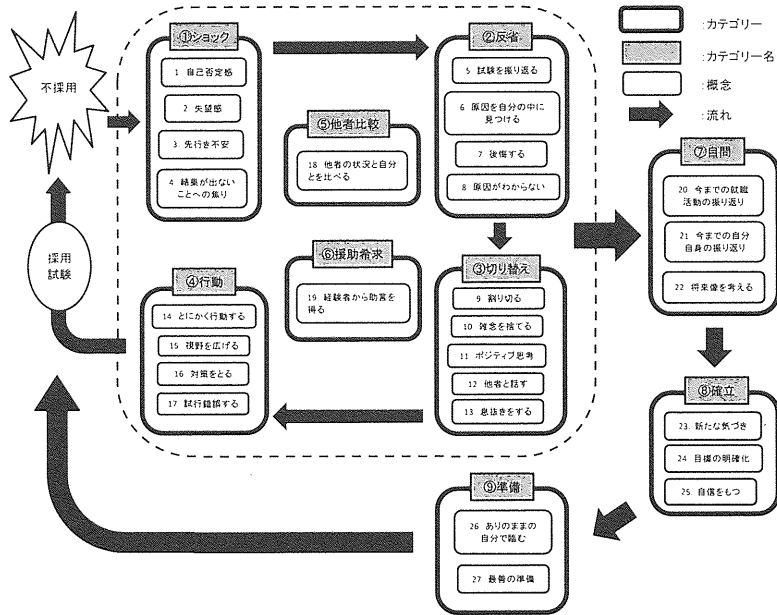 不採用
採用
試験
①ショック
1 自己否定感
2 失望感
3 先行き不安
4 結果が出ない
ことへの焦り
②反省
5 試験を振り返る
6 原因を自分の中に
見つける
7 後悔する
8 原因がわからない
⑤他者比較
18 他者の状況と自分
とを比べる
⑥援助希求
19 経験者から助言を
得る
③切り替え
9 割り切る
10 雑念を捨てる
11 ポジティブ思考
12 他者と話す
13 息抜きをする
④行動
14 とにかく行動する
15 視野を広げる
16 対策をとる
17 試行錯誤する
:カテゴリー
:カテゴリー名
:概念
:流れ
⑦自問
20 今までの就職
活動の振り返り
21 今までの自分
自身の振り返り
22 将来像を考える
⑧確立
23. 新たな気づき
24 目標の明確化
25. 自信をもつ
⑨準備
26 ありのままの
自分で臨む
27 最善の準備